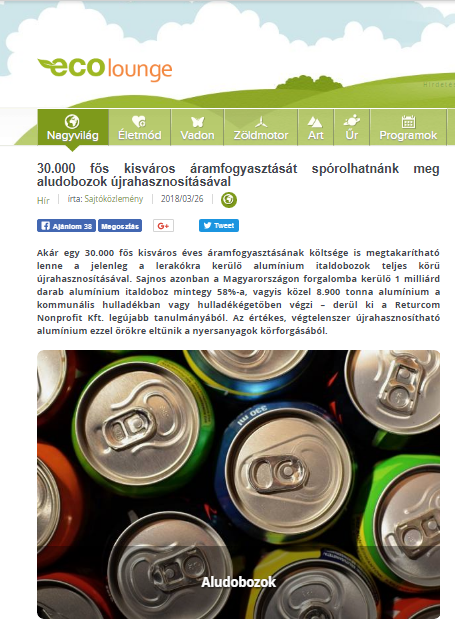 ecolounge
Hirdetés
Nagyvilág Életmód Vadon Zöldmotor Art Űr Programok
30.000 fős kisváros áramfogyasztását spórolhatnánk meg
aludobozok újrahasznosításával
Hír | írta: Sajtóközlemény | 2018/03/26 |
Ajánlom 38 Megosztás G+ Tweet
Akár egy 30.000 fős kisváros éves áramfogyasztásának költsége is megtakarítható
lenne a jelenleg a lerakókra kerülő alumínium italdobozok teljes körű
újrahasznosításával. Sajnos azonban a Magyarországon forgalomba kerülő 1 milliárd
darab alumínium italdoboz mintegy 58%-a, vagyis közel 8.900 tonna alumínium a
kommunális hulladékban vagy hulladékégetőben végzi – derül ki a Returcom
Nonprofit Kft. legújabb tanulmányából. Az értékes, végtelenszer újrahasznosítható
alumínium ezzel örökre eltűnik a nyersanyagok körforgásából.
Aludobozok